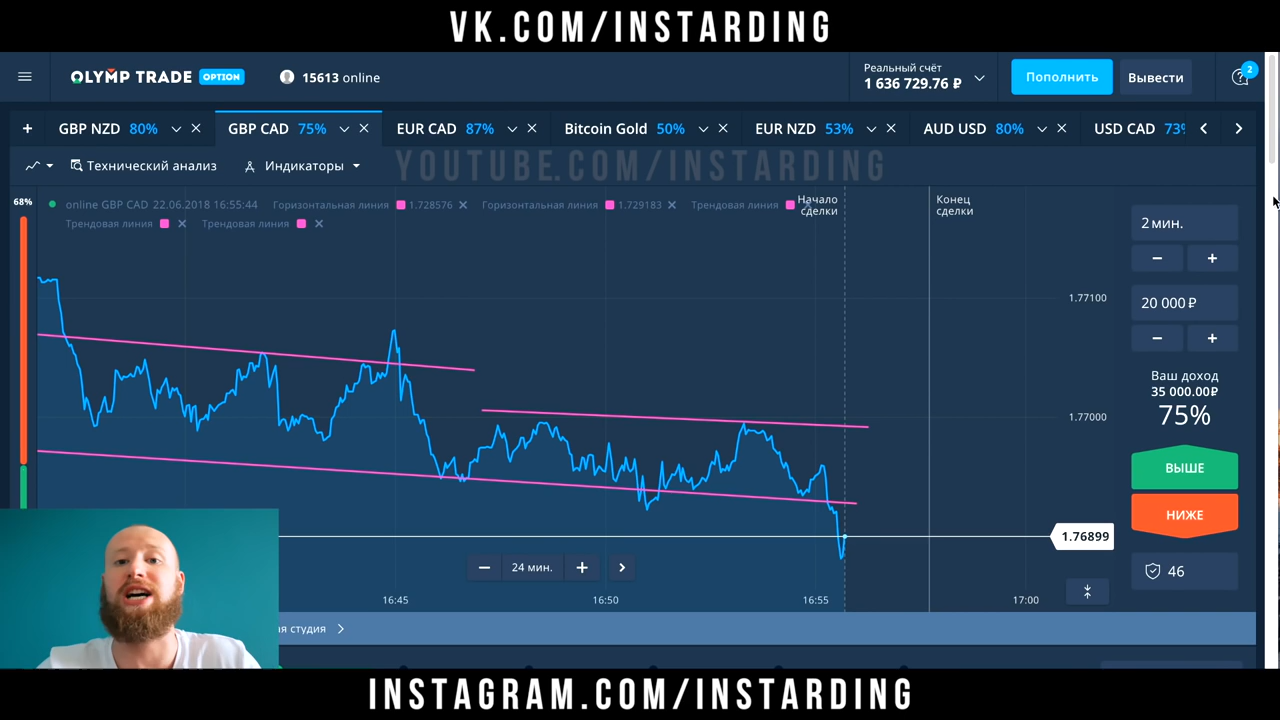 VK.COM/INSTARDING
OLYMP TRADE OPTION 15613 online Реальный счёт 1 636 729.76 ₽ Пополнить Вывести 2
+ GBP NZD 80% GBP CAD 75% EUR CAD 87% Bitcoin Gold 50% EUR NZD 53% AUD USD 80% USD CAD 73%
Технический анализ Индикаторы YOUTUBE.COM/INSTARDING
68% online GBP CAD 22.06.2018 16:55:44 Горизонтальная линия 1.728576 Горизонтальная линия 1.729183 Трендовая линия
Трендовая линия Трендовая линия
Начало сделки
Конец сделки
2 мин.
− +
1.77100
20 000 ₽
− +
Ваш доход
35 000.00₽
75%
1.77000
ВЫШЕ
НИЖЕ
1.76899
− 24 мин. +
46
16:45 16:50 16:55 17:00
студия
INSTAGRAM.COM/INSTARDING